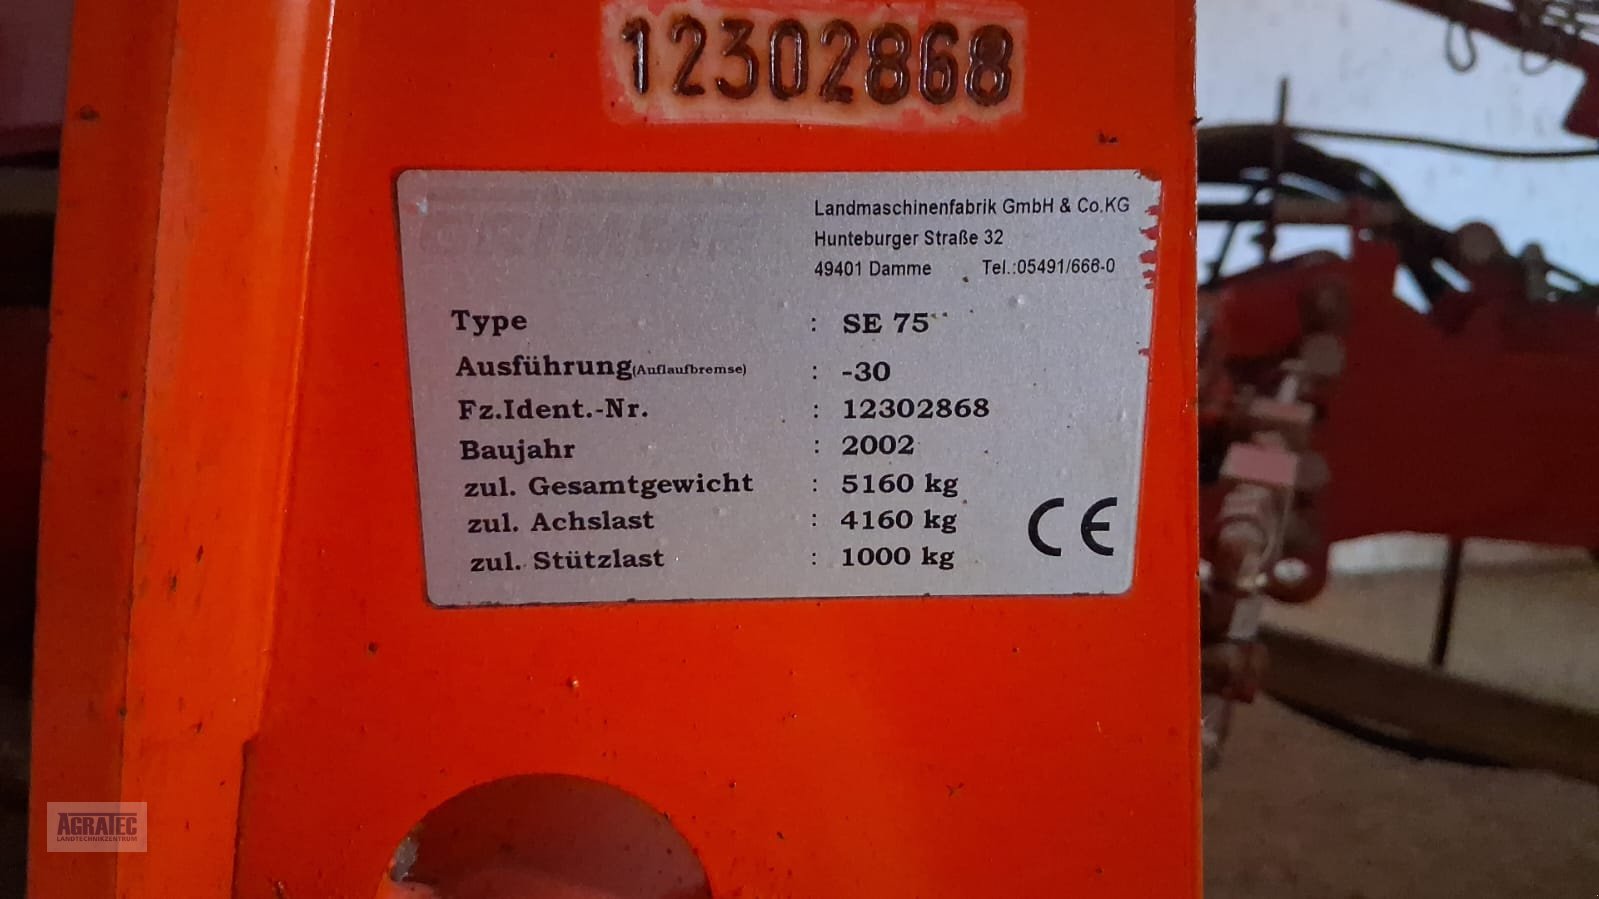 12302868
GRIMME
Landmaschinenfabrik GmbH & Co.KG
Hunteburger Straße 32
49401 Damme Tel.:05491/666-0
Type : SE 75
Ausführung(Auflaufbremse) : -30
Fz.Ident.-Nr. : 12302868
Baujahr : 2002
zul. Gesamtgewicht : 5160 kg
zul. Achslast : 4160 kg
zul. Stützlast : 1000 kg
CE
AGRATEC
LANDTECHNIKZENTRUM